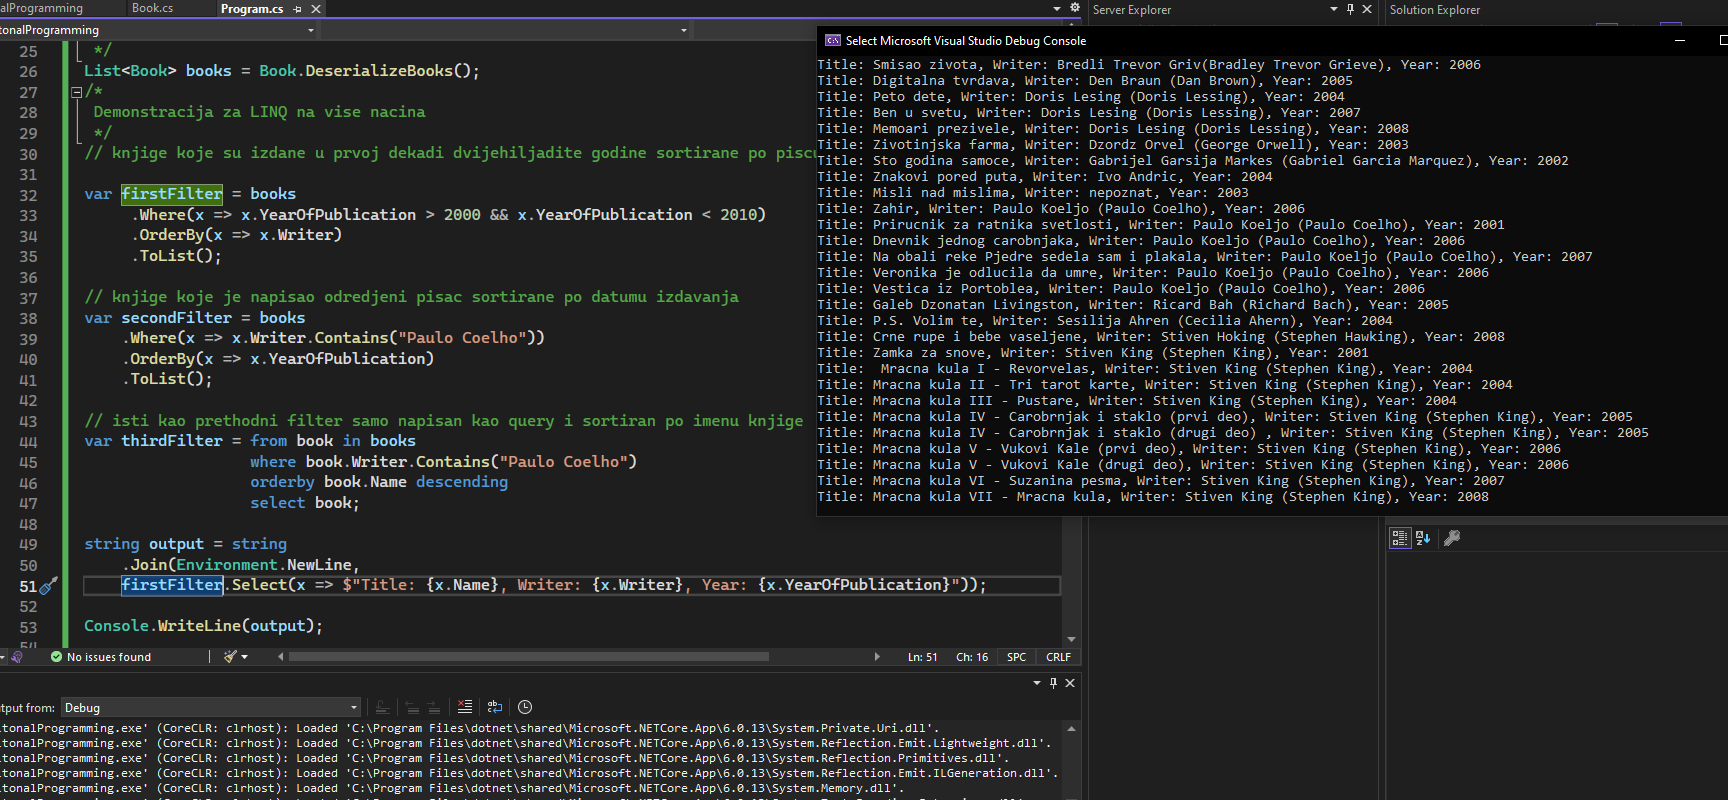 alProgramming
Book.cs
Program.cs
Server Explorer
Solution Explorer
tonalProgramming
25 */
26 List<Book> books = Book.DeserializeBooks();
27 /*
28 Demonstracija za LINQ na vise nacina
29 */
30 // knjige koje su izdane u prvoj dekadi dvijehiljadite godine sortirane po piscu
31
32 var firstFilter = books
33 .Where(x => x.YearOfPublication > 2000 && x.YearOfPublication < 2010)
34 .OrderBy(x => x.Writer)
35 .ToList();
36
37 // knjige koje je napisao odredjeni pisac sortirane po datumu izdavanja
38 var secondFilter = books
39 .Where(x => x.Writer.Contains("Paulo Coelho"))
40 .OrderBy(x => x.YearOfPublication)
41 .ToList();
42
43 // isti kao prethodni filter samo napisan kao query i sortiran po imenu knjige
44 var thirdFilter = from book in books
45 where book.Writer.Contains("Paulo Coelho")
46 orderby book.Name descending
47 select book;
48
49 string output = string
50 .Join(Environment.NewLine,
51 firstFilter.Select(x => $"Title: {x.Name}, Writer: {x.Writer}, Year: {x.YearOfPublication}"));
52
53 Console.WriteLine(output);
54
Select Microsoft Visual Studio Debug Console
Title: Smisao zivota, Writer: Bredli Trevor Griv(Bradley Trevor Grieve), Year: 2006
Title: Digitalna tvrdava, Writer: Den Braun (Dan Brown), Year: 2005
Title: Peto dete, Writer: Doris Lesing (Doris Lessing), Year: 2004
Title: Ben u svetu, Writer: Doris Lesing (Doris Lessing), Year: 2007
Title: Memoari prezivele, Writer: Doris Lesing (Doris Lessing), Year: 2008
Title: Zivotinjska farma, Writer: Dzordz Orvel (George Orwell), Year: 2003
Title: Sto godina samoce, Writer: Gabrijel Garsija Markes (Gabriel Garcia Marquez), Year: 2002
Title: Znakovi pored puta, Writer: Ivo Andric, Year: 2004
Title: Misli nad mislima, Writer: nepoznat, Year: 2003
Title: Zahir, Writer: Paulo Koeljo (Paulo Coelho), Year: 2006
Title: Prirucnik za ratnika svetlosti, Writer: Paulo Koeljo (Paulo Coelho), Year: 2001
Title: Dnevnik jednog carobnjaka, Writer: Paulo Koeljo (Paulo Coelho), Year: 2006
Title: Na obali reke Pjedre sedela sam i plakala, Writer: Paulo Koeljo (Paulo Coelho), Year: 2007
Title: Veronika je odlucila da umre, Writer: Paulo Koeljo (Paulo Coelho), Year: 2006
Title: Vestica iz Portoblea, Writer: Paulo Koeljo (Paulo Coelho), Year: 2006
Title: Galeb Dzonatan Livingston, Writer: Ricard Bah (Richard Bach), Year: 2005
Title: P.S. Volim te, Writer: Sesilija Ahren (Cecilia Ahern), Year: 2004
Title: Crne rupe i bebe vaseljene, Writer: Stiven Hoking (Stephen Hawking), Year: 2008
Title: Zamka za snove, Writer: Stiven King (Stephen King), Year: 2001
Title:  Mracna kula I - Revorvelas, Writer: Stiven King (Stephen King), Year: 2004
Title: Mracna kula II - Tri tarot karte, Writer: Stiven King (Stephen King), Year: 2004
Title: Mracna kula III - Pustare, Writer: Stiven King (Stephen King), Year: 2004
Title: Mracna kula IV - Carobrnjak i staklo (prvi deo), Writer: Stiven King (Stephen King), Year: 2005
Title: Mracna kula IV - Carobrnjak i staklo (drugi deo) , Writer: Stiven King (Stephen King), Year: 2005
Title: Mracna kula V - Vukovi Kale (prvi deo), Writer: Stiven King (Stephen King), Year: 2006
Title: Mracna kula V - Vukovi Kale (drugi deo), Writer: Stiven King (Stephen King), Year: 2006
Title: Mracna kula VI - Suzanina pesma, Writer: Stiven King (Stephen King), Year: 2007
Title: Mracna kula VII - Mracna kula, Writer: Stiven King (Stephen King), Year: 2008
No issues found
Ln: 51 Ch: 16 SPC CRLF
tput from: Debug
tonalProgramming.exe' (CoreCLR: clrhost): Loaded 'C:\Program Files\dotnet\shared\Microsoft.NETCore.App\6.0.13\System.Private.Uri.dll'.
tonalProgramming.exe' (CoreCLR: clrhost): Loaded 'C:\Program Files\dotnet\shared\Microsoft.NETCore.App\6.0.13\System.Reflection.Emit.Lightweight.dll'.
tonalProgramming.exe' (CoreCLR: clrhost): Loaded 'C:\Program Files\dotnet\shared\Microsoft.NETCore.App\6.0.13\System.Reflection.Primitives.dll'.
tonalProgramming.exe' (CoreCLR: clrhost): Loaded 'C:\Program Files\dotnet\shared\Microsoft.NETCore.App\6.0.13\System.Reflection.Emit.ILGeneration.dll'.
tonalProgramming.exe' (CoreCLR: clrhost): Loaded 'C:\Program Files\dotnet\shared\Microsoft.NETCore.App\6.0.13\System.Memory.dll'.